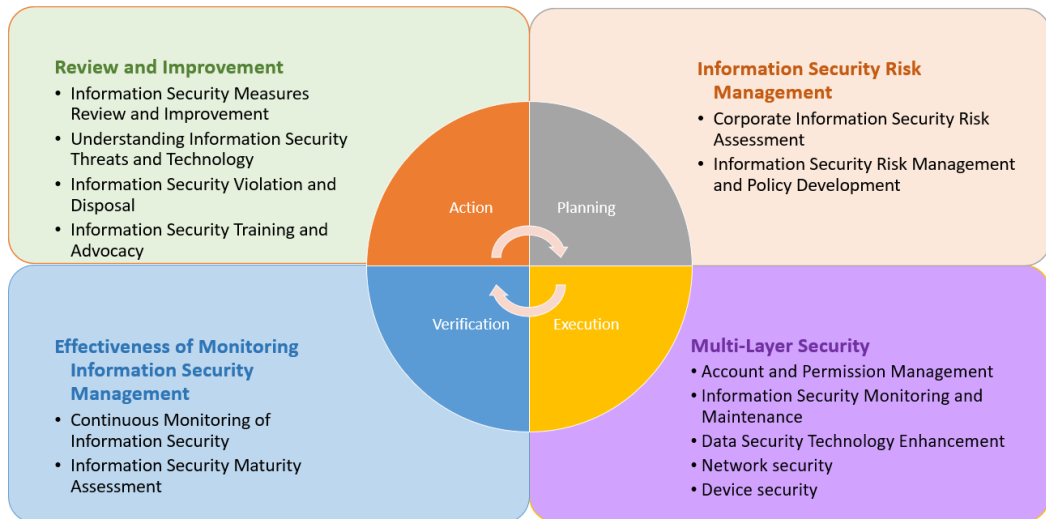 Review and Improvement
• Information Security Measures
Review and Improvement
• Understanding Information Security
Threats and Technology
• Information Security Violation and
Disposal
• Information Security Training and
Advocacy
Information Security Risk
Management
• Corporate Information Security Risk
Assessment
• Information Security Risk Management
and Policy Development
Action
Planning
Verification
Execution
Effectiveness of Monitoring
Information Security
Management
• Continuous Monitoring of
Information Security
• Information Security Maturity
Assessment
Multi-Layer Security
• Account and Permission Management
• Information Security Monitoring and
Maintenance
• Data Security Technology Enhancement
• Network security
• Device security